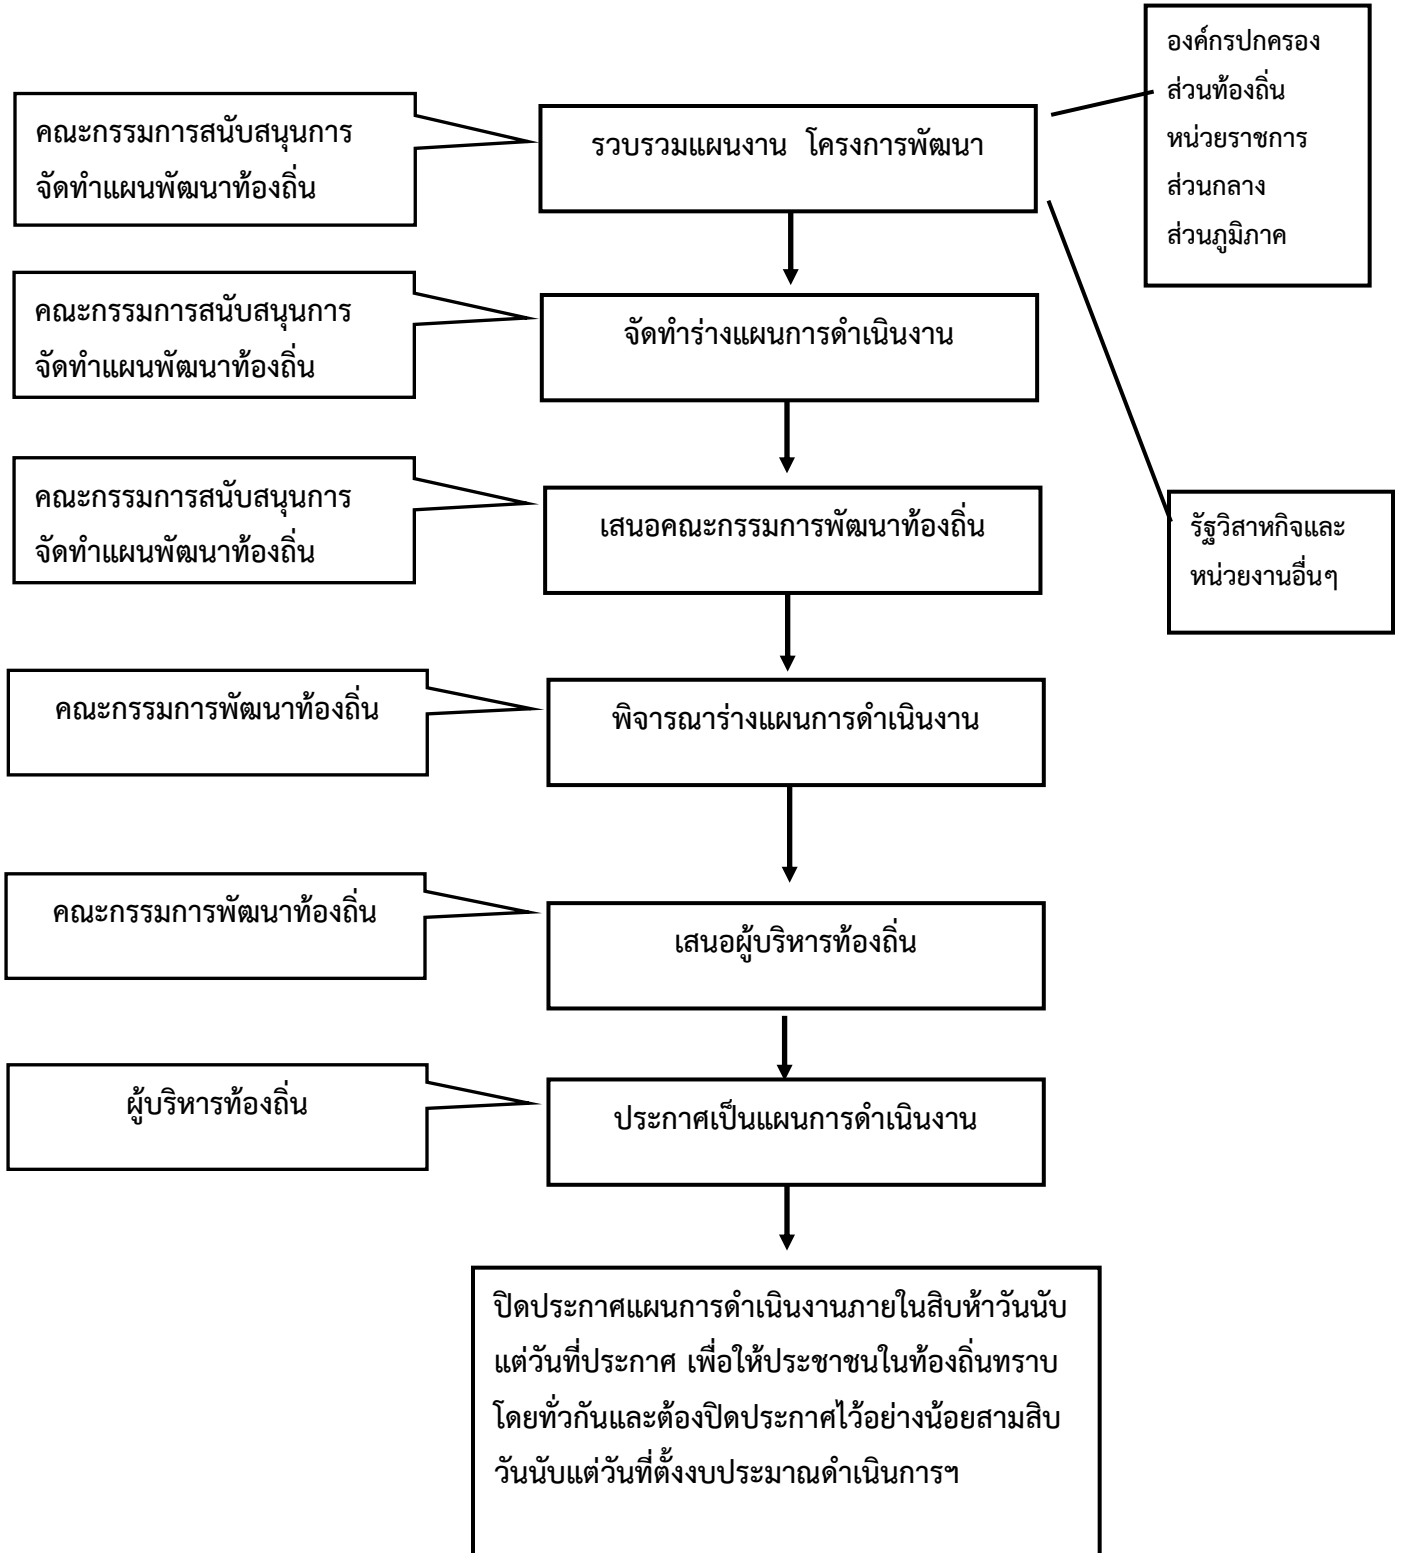 องค์กรปกครอง
ส่วนท้องถิ่น
หน่วยราชการ
ส่วนกลาง
ส่วนภูมิภาค
คณะกรรมการสนับสนุนการ
จัดทำแผนพัฒนาท้องถิ่น
รวบรวมแผนงาน โครงการพัฒนา
คณะกรรมการสนับสนุนการ
จัดทำแผนพัฒนาท้องถิ่น
จัดทำร่างแผนการดำเนินงาน
คณะกรรมการสนับสนุนการ
จัดทำแผนพัฒนาท้องถิ่น
เสนอคณะกรรมการพัฒนาท้องถิ่น
รัฐวิสาหกิจและ
หน่วยงานอื่นๆ
คณะกรรมการพัฒนาท้องถิ่น
พิจารณาร่างแผนการดำเนินงาน
คณะกรรมการพัฒนาท้องถิ่น
เสนอผู้บริหารท้องถิ่น
ผู้บริหารท้องถิ่น
ประกาศเป็นแผนการดำเนินงาน
ปิดประกาศแผนการดำเนินงานภายในสิบห้าวันนับ
แต่วันที่ประกาศ เพื่อให้ประชาชนในท้องถิ่นทราบ
โดยทั่วกันและต้องปิดประกาศไว้อย่างน้อยสามสิบ
วันนับแต่วันที่ตั้งงบประมาณดำเนินการฯ